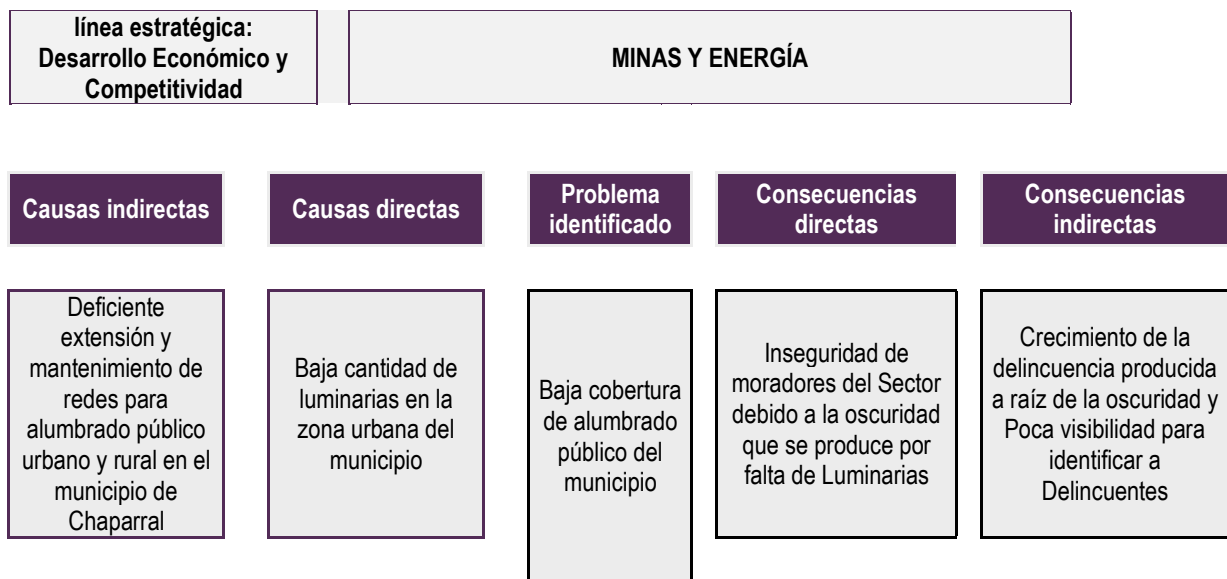 línea estratégica:
Desarrollo Económico y
Competitividad
MINAS Y ENERGÍA
Causas indirectas
Causas directas
Problema
identificado
Consecuencias
directas
Consecuencias
indirectas
Deficiente
extensión y
mantenimiento de
redes para
alumbrado público
urbano y rural en el
municipio de
Chaparral
Baja cantidad de
luminarias en la
zona urbana del
municipio
Baja cobertura
de alumbrado
público del
municipio
Inseguridad de
moradores del Sector
debido a la oscuridad
que se produce por
falta de Luminarias
Crecimiento de la
delincuencia producida
a raíz de la oscuridad y
Poca visibilidad para
identificar a
Delincuentes